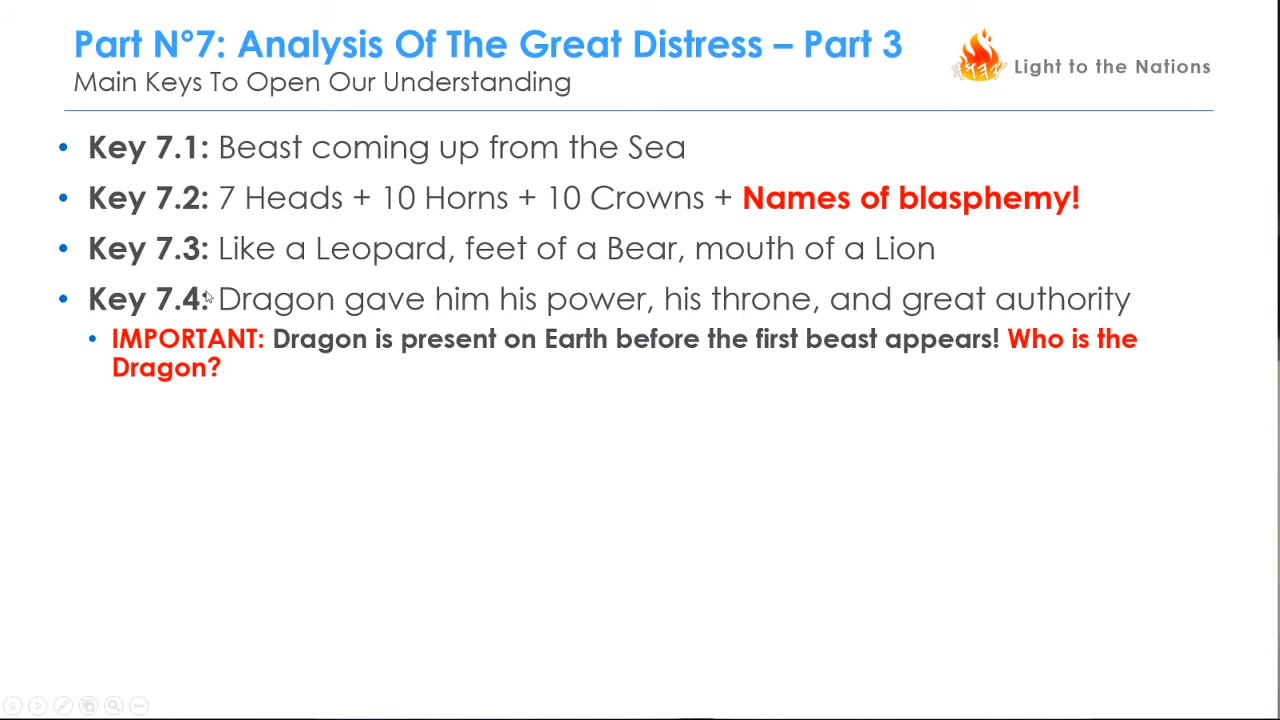 Part N°7: Analysis Of The Great Distress – Part 3
Main Keys To Open Our Understanding
Light to the Nations
• Key 7.1: Beast coming up from the Sea
• Key 7.2: 7 Heads + 10 Horns + 10 Crowns + Names of blasphemy!
• Key 7.3: Like a Leopard, feet of a Bear, mouth of a Lion
• Key 7.4: Dragon gave him his power, his throne, and great authority
• IMPORTANT: Dragon is present on Earth before the first beast appears! Who is the
Dragon?